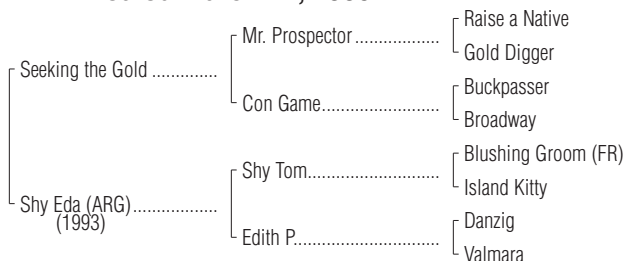 Raise a Native
Mr. Prospector ..................
Gold Digger
Seeking the Gold ..............
Buckpasser
Con Game.........................
Broadway
Blushing Groom (FR)
Shy Tom............................
Island Kitty
Shy Eda (ARG)..................
(1993)
Danzig
Edith P...............................
Valmara